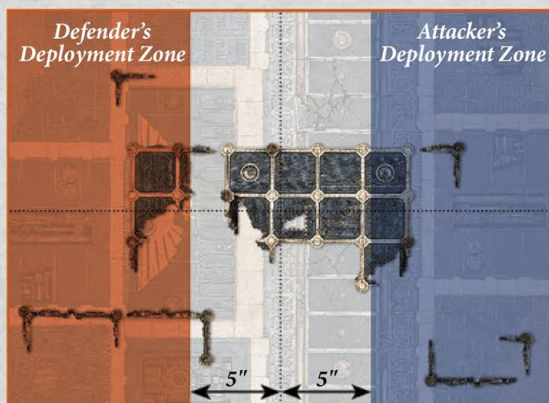 Defender's
Deployment Zone
Attacker's
Deployment Zone
5" 5"